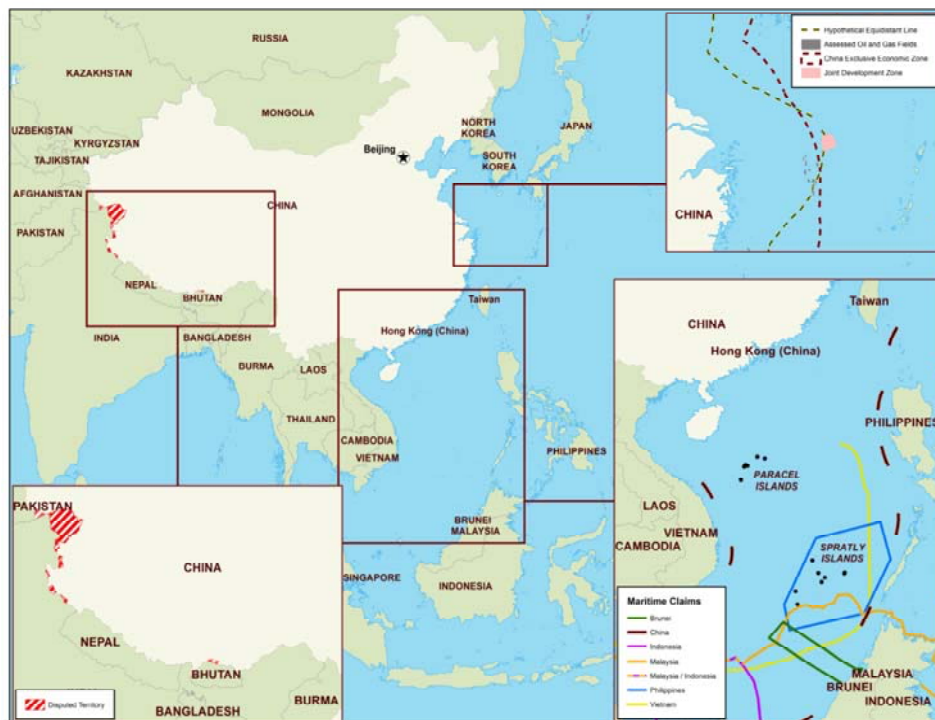 RUSSIA
KAZAKHSTAN
MONGOLIA
UZBEKISTAN
KYRGYZSTAN
TAJIKISTAN
AFGHANISTAN
PAKISTAN
Beijing
NORTH
KOREA
SOUTH
KOREA
JAPAN
CHINA
NEPAL
BHUTAN
INDIA
BANGLADESH
BURMA
LAOS
THAILAND
CAMBODIA
VIETNAM
Taiwan
Hong Kong (China)
PHILIPPINES
BRUNEI
MALAYSIA
SINGAPORE
INDONESIA
Hypothetical Equidistant Line
Assessed Oil and Gas Fields
China Exclusive Economic Zone
Joint Development Zone
CHINA
CHINA
Taiwan
Hong Kong (China)
PHILIPPINES
PARACEL
ISLANDS
LAOS
VIETNAM
CAMBODIA
SPRATLY
ISLANDS
MALAYSIA
BRUNEI
INDONESIA
Maritime Claims
Brunei
China
Indonesia
Malaysia
Malaysia / Indonesia
Philippines
Vietnam
PAKISTAN
CHINA
NEPAL
BHUTAN
BANGLADESH
BURMA
Disputed Territory